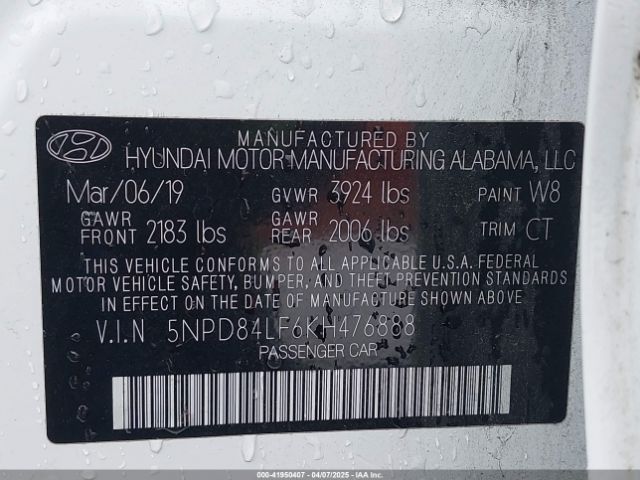 MANUFACTURED BY
HYUNDAI MOTOR MANUFACTURING ALABAMA, LLC
Mar/06/19 GVWR 3924 lbs PAINT W8
GAWR FRONT 2183 lbs GAWR REAR 2006 lbs TRIM CT
THIS VEHICLE CONFORMS TO ALL APPLICABLE U.S.A. FEDERAL
MOTOR VEHICLE SAFETY, BUMPER, AND THEFT PREVENTION STANDARDS
IN EFFECT ON THE DATE OF MANUFACTURE SHOWN ABOVE
V.I.N 5NPD84LF6KH476888
PASSENGER CAR
000-41950407 - 04/07/2025 - IAAI.COM